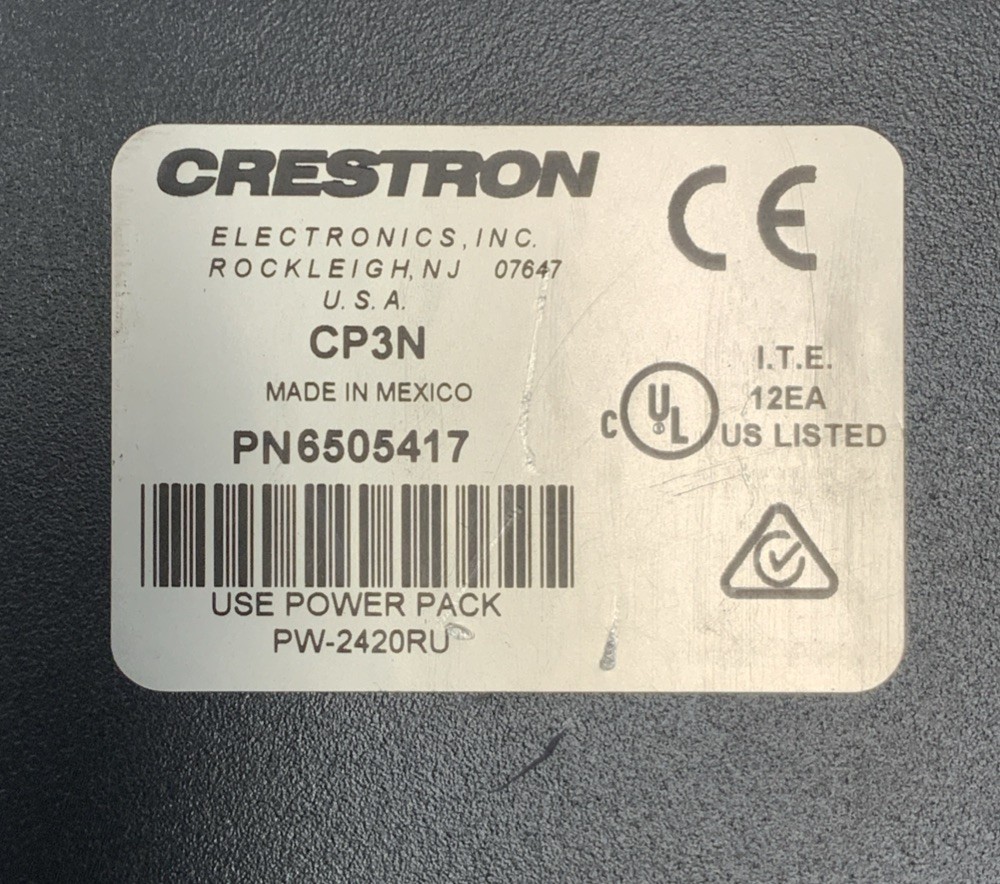 CRESTRON
ELECTRONICS, INC.
ROCKLEIGH, NJ 07647
U.S.A.
CP3N
MADE IN MEXICO
PN6505417
USE POWER PACK
PW-2420RU
CE
I.T.E.
12EA
C UL US LISTED